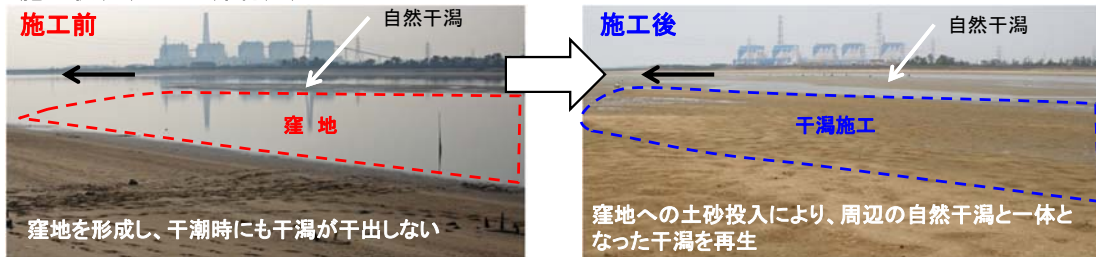 施工前
自然干潟
窪 地
窪地を形成し、干潮時にも干潟が干出しない
施工後
自然干潟
干潟施工
窪地への土砂投入により、周辺の自然干潟と一体と
なった干潟を再生